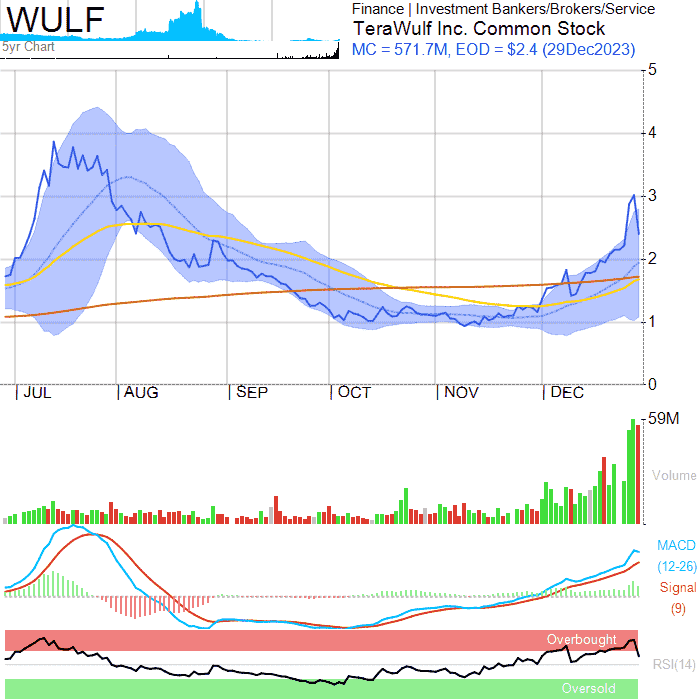 WULF
Finance | Investment Bankers/Brokers/Service
TeraWulf Inc. Common Stock
MC = 571.7M, EOD = $2.4 (29Dec2023)
5yr Chart
5
4
3
2
1
0
JUL AUG SEP OCT NOV DEC
59M
Volume
MACD
(12-26)
Signal
(9)
Overbought
RSI(14)
Oversold